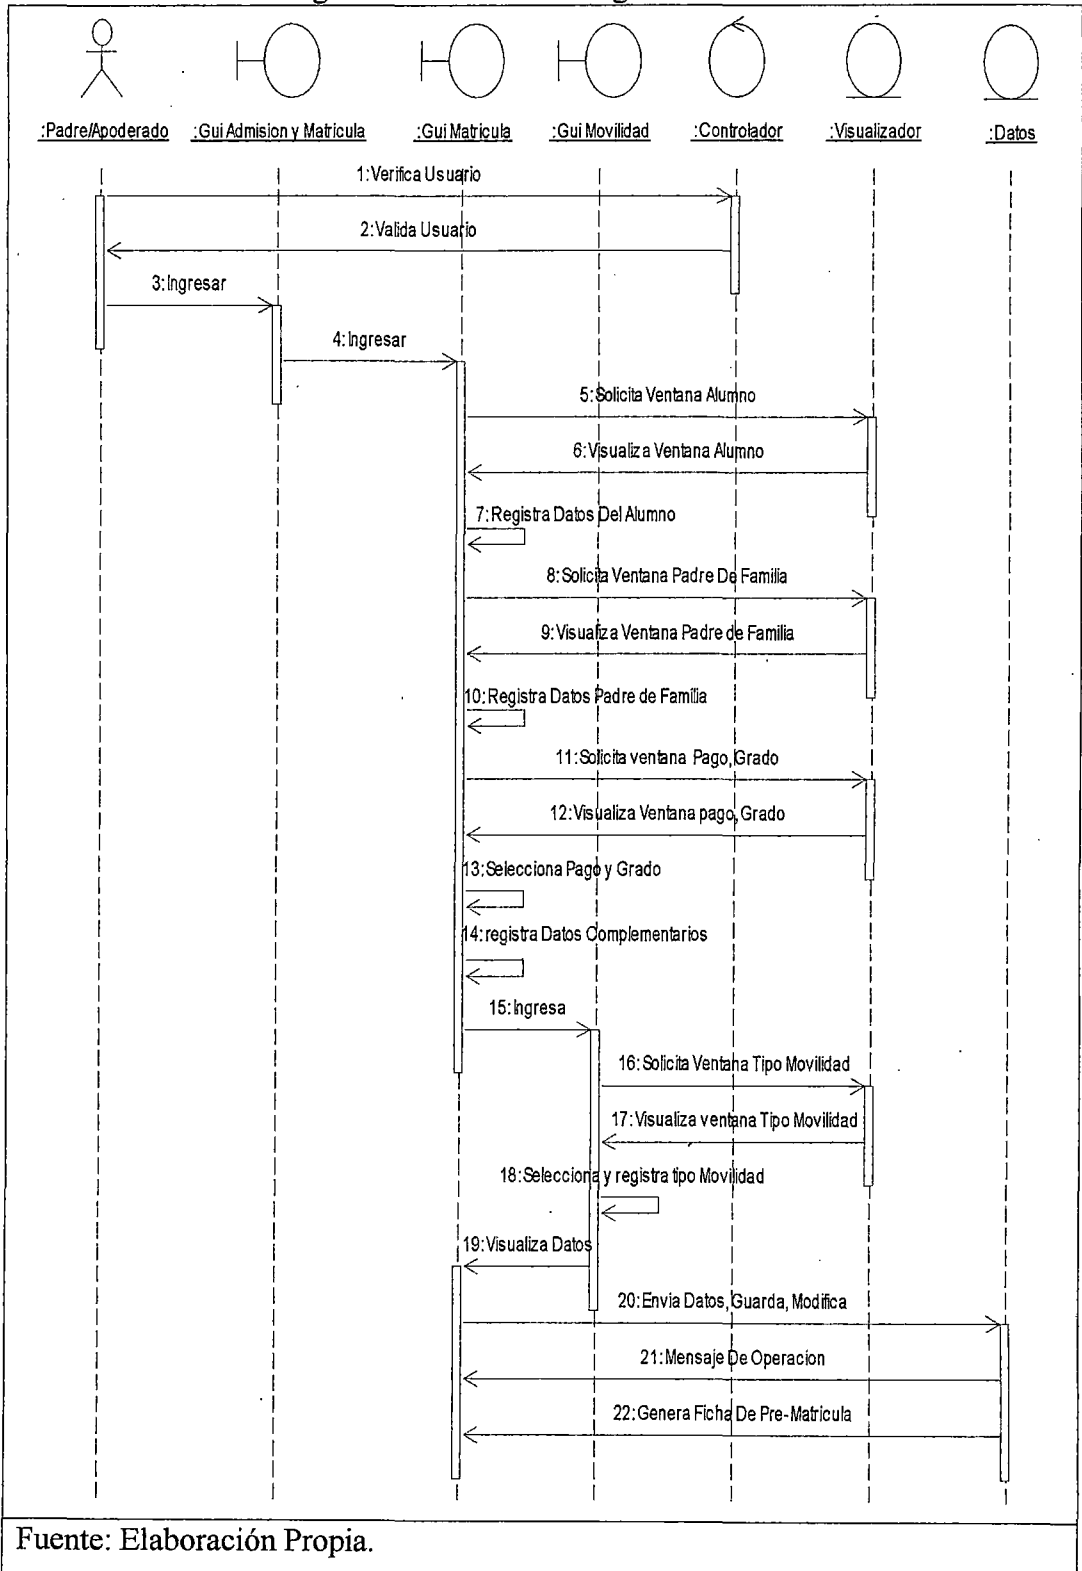 :Padre/Apoderado :Gui Admision y Matricula :Gui Matricula :Gui Movilidad :Controlador :Visualizador :Datos
1:Verifica Usuario
2:Valida Usuario
3:Ingresar
4:Ingresar
5:Solicita Ventana Alumno
6:Visualiza Ventana Alumno
7:Registra Datos Del Alumno
8:Solicita Ventana Padre De Familia
9:Visualiza Ventana Padre de Familia
10:Registra Datos Padre de Familia
11:Solicita ventana Pago, Grado
12:Visualiza Ventana pago, Grado
13:Selecciona Pago y Grado
14:registra Datos Complementarios
15:Ingresa
16:Solicita Ventana Tipo Movilidad
17:Visualiza ventana Tipo Movilidad
18:Selecciona y registra tipo Movilidad
19:Visualiza Datos
20:Envia Datos, Guarda, Modifica
21:Mensaje De Operacion
22:Genera Ficha De Pre-Matricula
Fuente: Elaboración Propia.